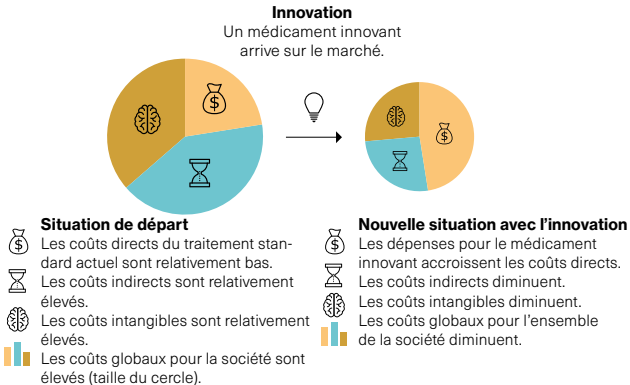 Innovation
Un médicament innovant
arrive sur le marché.
$
$
Situation de départ
$ Les coûts directs du traitement stan-
dard actuel sont relativement bas.
Les coûts indirects sont relativement
élevés.
Les coûts intangibles sont relativement
élevés.
Les coûts globaux pour la société sont
élevés (taille du cercle).
Nouvelle situation avec l’innovation
$ Les dépenses pour le médicament
innovant accroissent les coûts directs.
Les coûts indirects diminuent.
Les coûts intangibles diminuent.
Les coûts globaux pour l’ensemble
de la société diminuent.